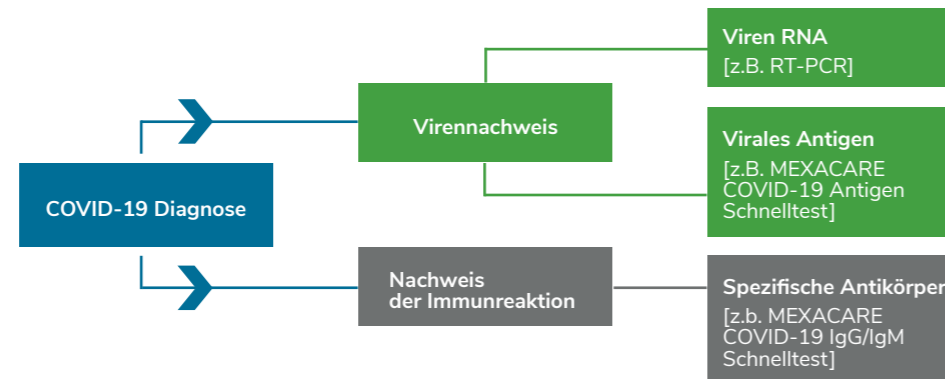 COVID-19 Diagnose
Virennachweis
Viren RNA
[z.B. RT-PCR]
Virales Antigen
[z.B. MEXACARE
COVID-19 Antigen
Schnelltest]
Nachweis
der Immunreaktion
Spezifische Antikörper
[z.b. MEXACARE
COVID-19 IgG/IgM
Schnelltest]